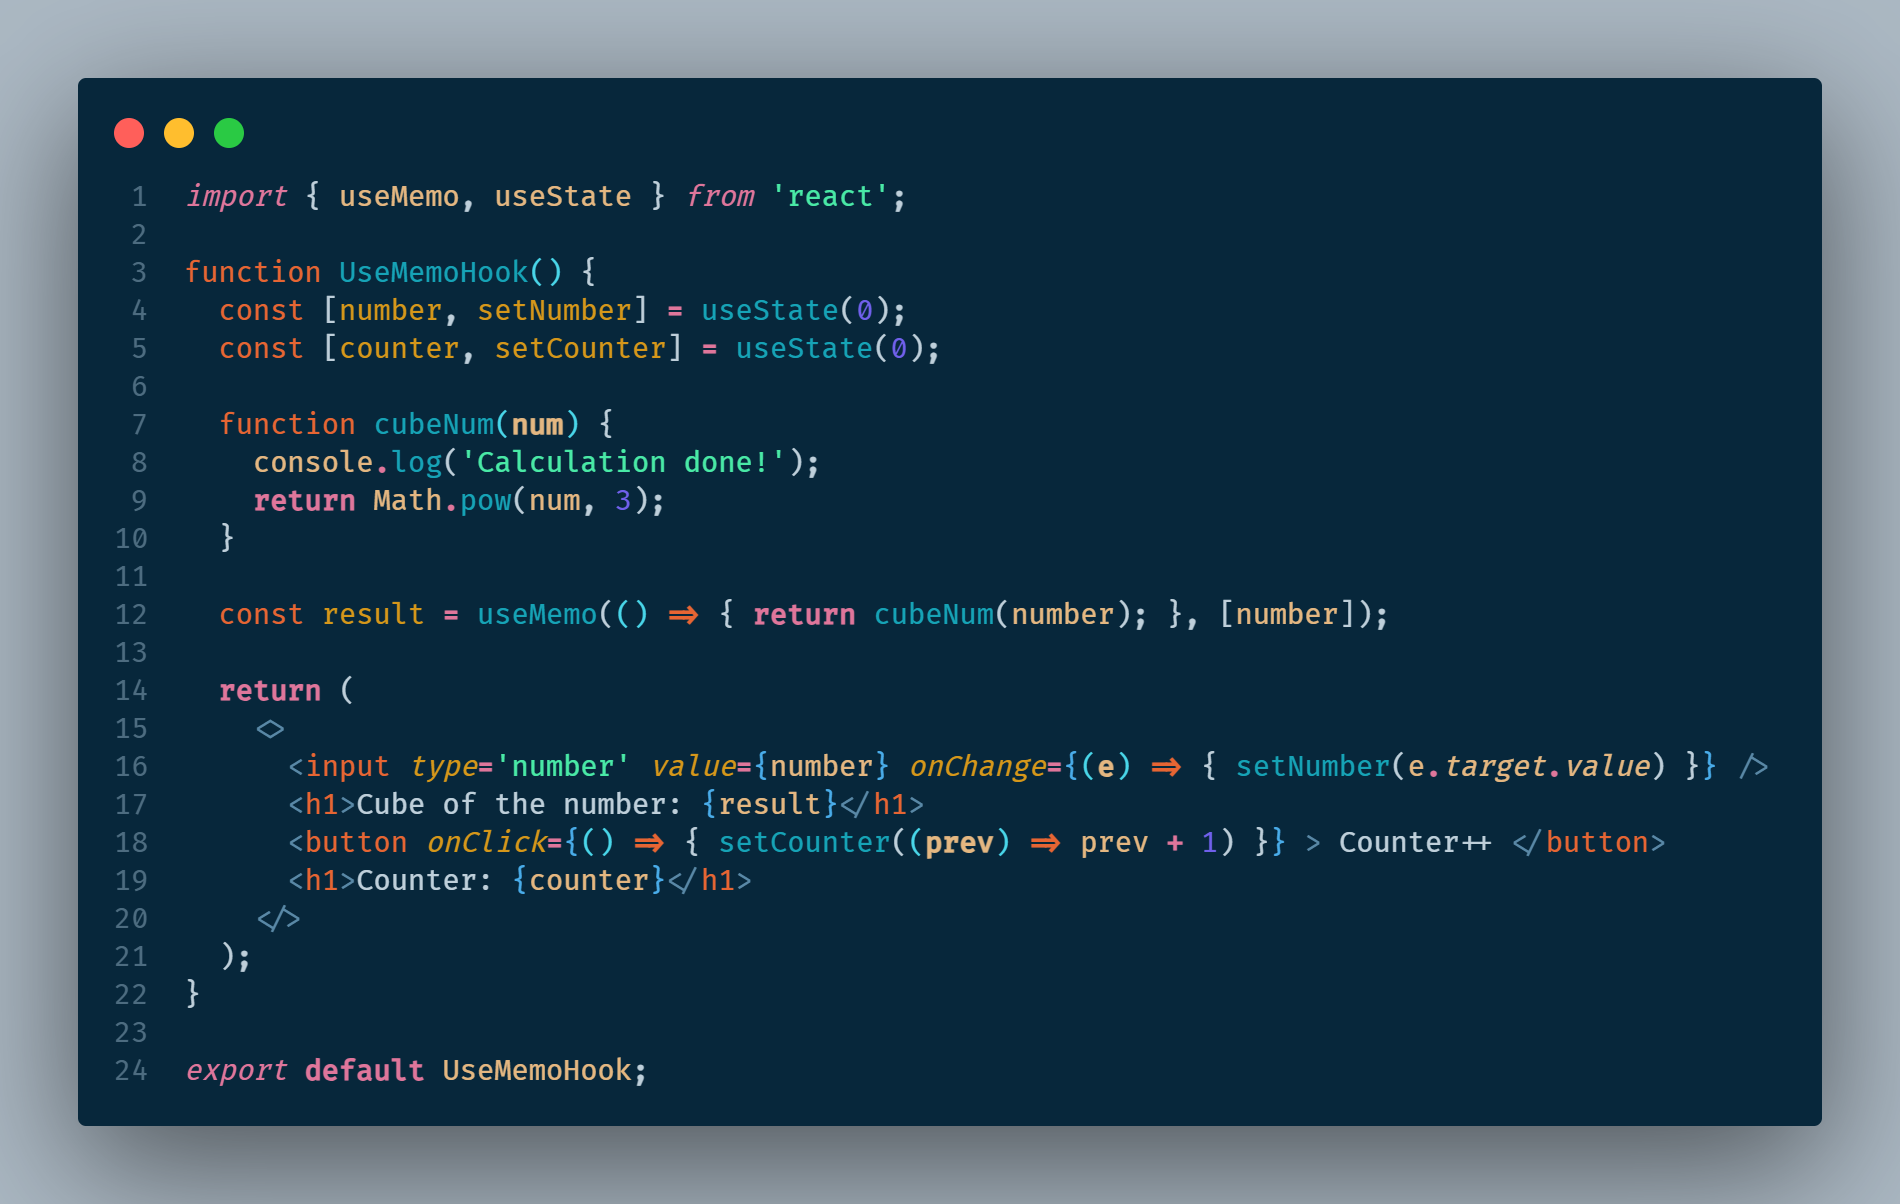 1 import { useMemo, useState } from 'react';
2
3 function UseMemoHook() {
4   const [number, setNumber] = useState(0);
5   const [counter, setCounter] = useState(0);
6
7   function cubeNum(num) {
8     console.log('Calculation done!');
9     return Math.pow(num, 3);
10   }
11
12   const result = useMemo(() => { return cubeNum(number); }, [number]);
13
14   return (
15     <>
16       <input type='number' value={number} onChange={(e) => { setNumber(e.target.value) }} />
17       <h1>Cube of the number: {result}</h1>
18       <button onClick={() => { setCounter((prev) => prev + 1) }} > Counter++ </button>
19       <h1>Counter: {counter}</h1>
20     </>
21   );
22 }
23
24 export default UseMemoHook;